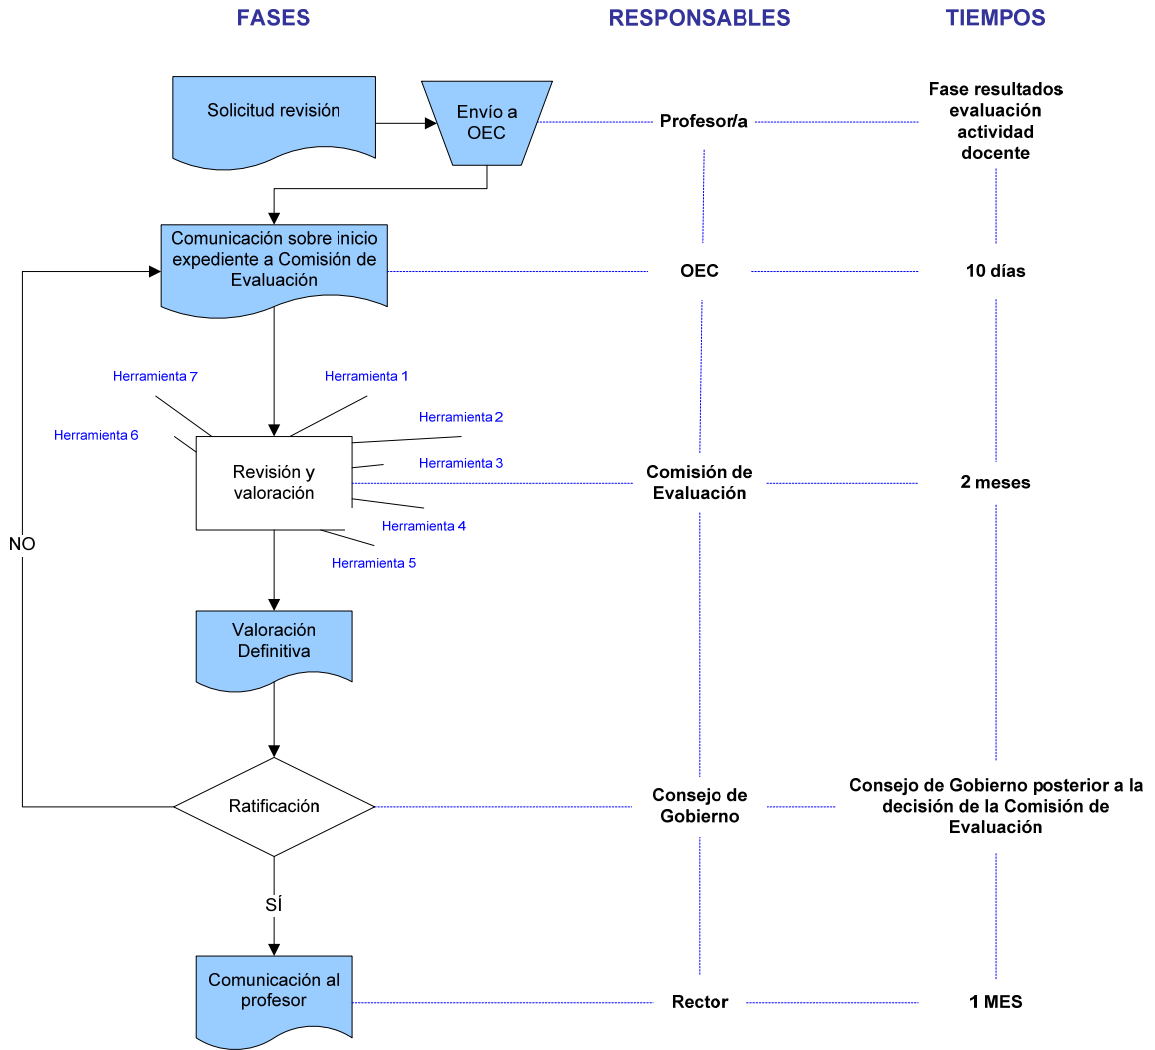 FASES
RESPONSABLES
TIEMPOS
Solicitud revisión
Envío a
OEC
Profesor/a
Fase resultados
evaluación
actividad
docente
Comunicación sobre inicio
expediente a Comisión de
Evaluación
OEC
10 días
Herramienta 7
Herramienta 1
Herramienta 2
Herramienta 6
Herramienta 3
Revisión y
valoración
Comisión de
Evaluación
2 meses
Herramienta 4
Herramienta 5
NO
Valoración
Definitiva
Ratificación
Consejo de
Gobierno
Consejo de Gobierno posterior a la
decisión de la Comisión de
Evaluación
SÍ
Comunicación al
profesor
Rector
1 MES